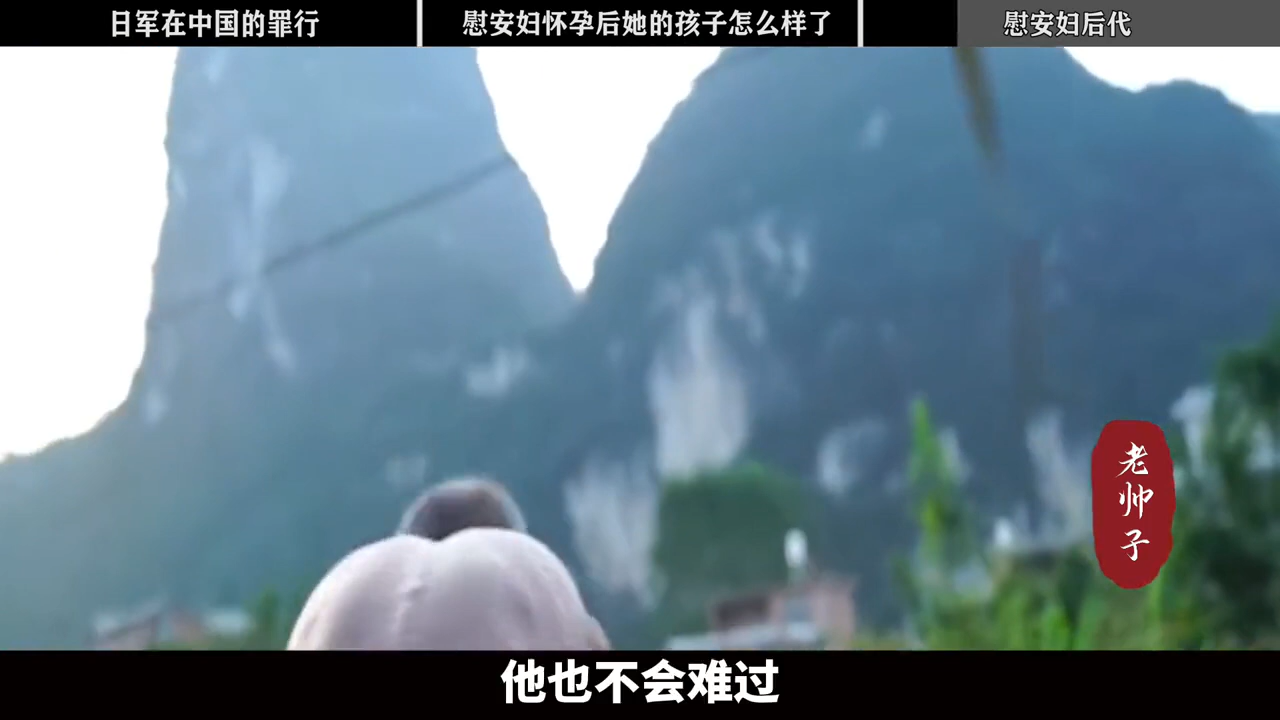 日军在中国的罪行
慰安妇怀孕后她的孩子怎么样了
慰安妇后代
老帅子
他也不会难过